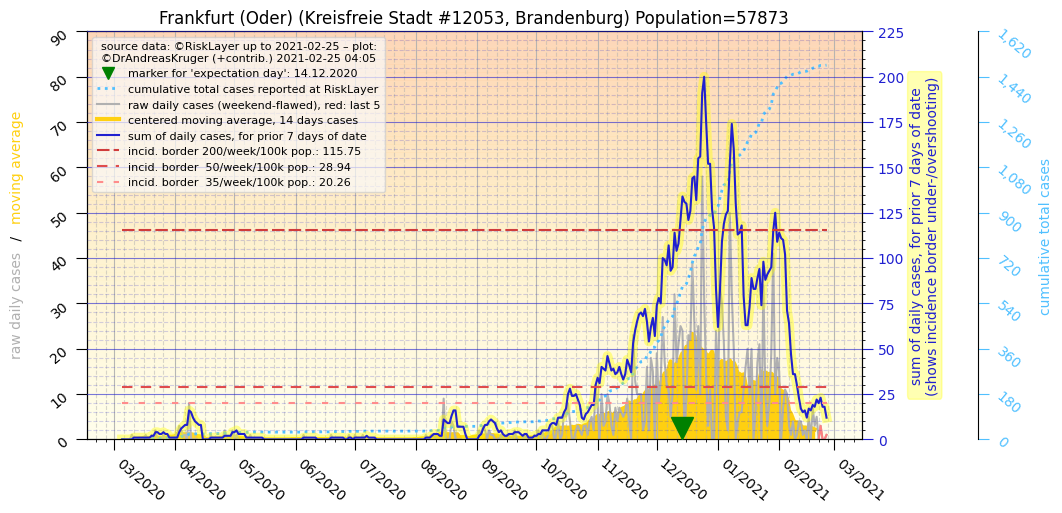 Frankfurt (Oder) (Kreisfreie Stadt #12053, Brandenburg) Population=57873
source data: ©RiskLayer up to 2021-02-25 – plot:
©DrAndreasKruger (+contrib.) 2021-02-25 04:05
marker for 'expectation day': 14.12.2020
cumulative total cases reported at RiskLayer
raw daily cases (weekend-flawed), red: last 5
centered moving average, 14 days cases
sum of daily cases, for prior 7 days of date
incid. border 200/week/100k pop.: 115.75
incid. border  50/week/100k pop.: 28.94
incid. border  35/week/100k pop.: 20.26
raw daily cases  /  moving average
90
80
70
60
50
40
30
20
10
0
03/2020
04/2020
05/2020
06/2020
07/2020
08/2020
09/2020
10/2020
11/2020
12/2020
01/2021
02/2021
03/2021
225
200
175
150
125
100
75
50
25
0
sum of daily cases, for prior 7 days of date
(shows incidence border under-/overshooting)
1,620
1,440
1,260
1,080
900
720
540
360
180
0
cumulative total cases